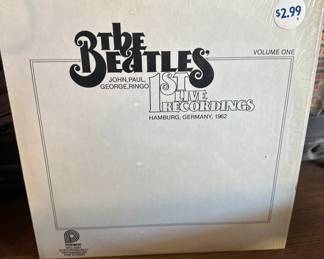 $2.99
the
BEATLES
VOLUME ONE
JOHN, PAUL,
GEORGE, RINGO
1ST
LIVE
RECORDINGS
HAMBURG, GERMANY, 1962